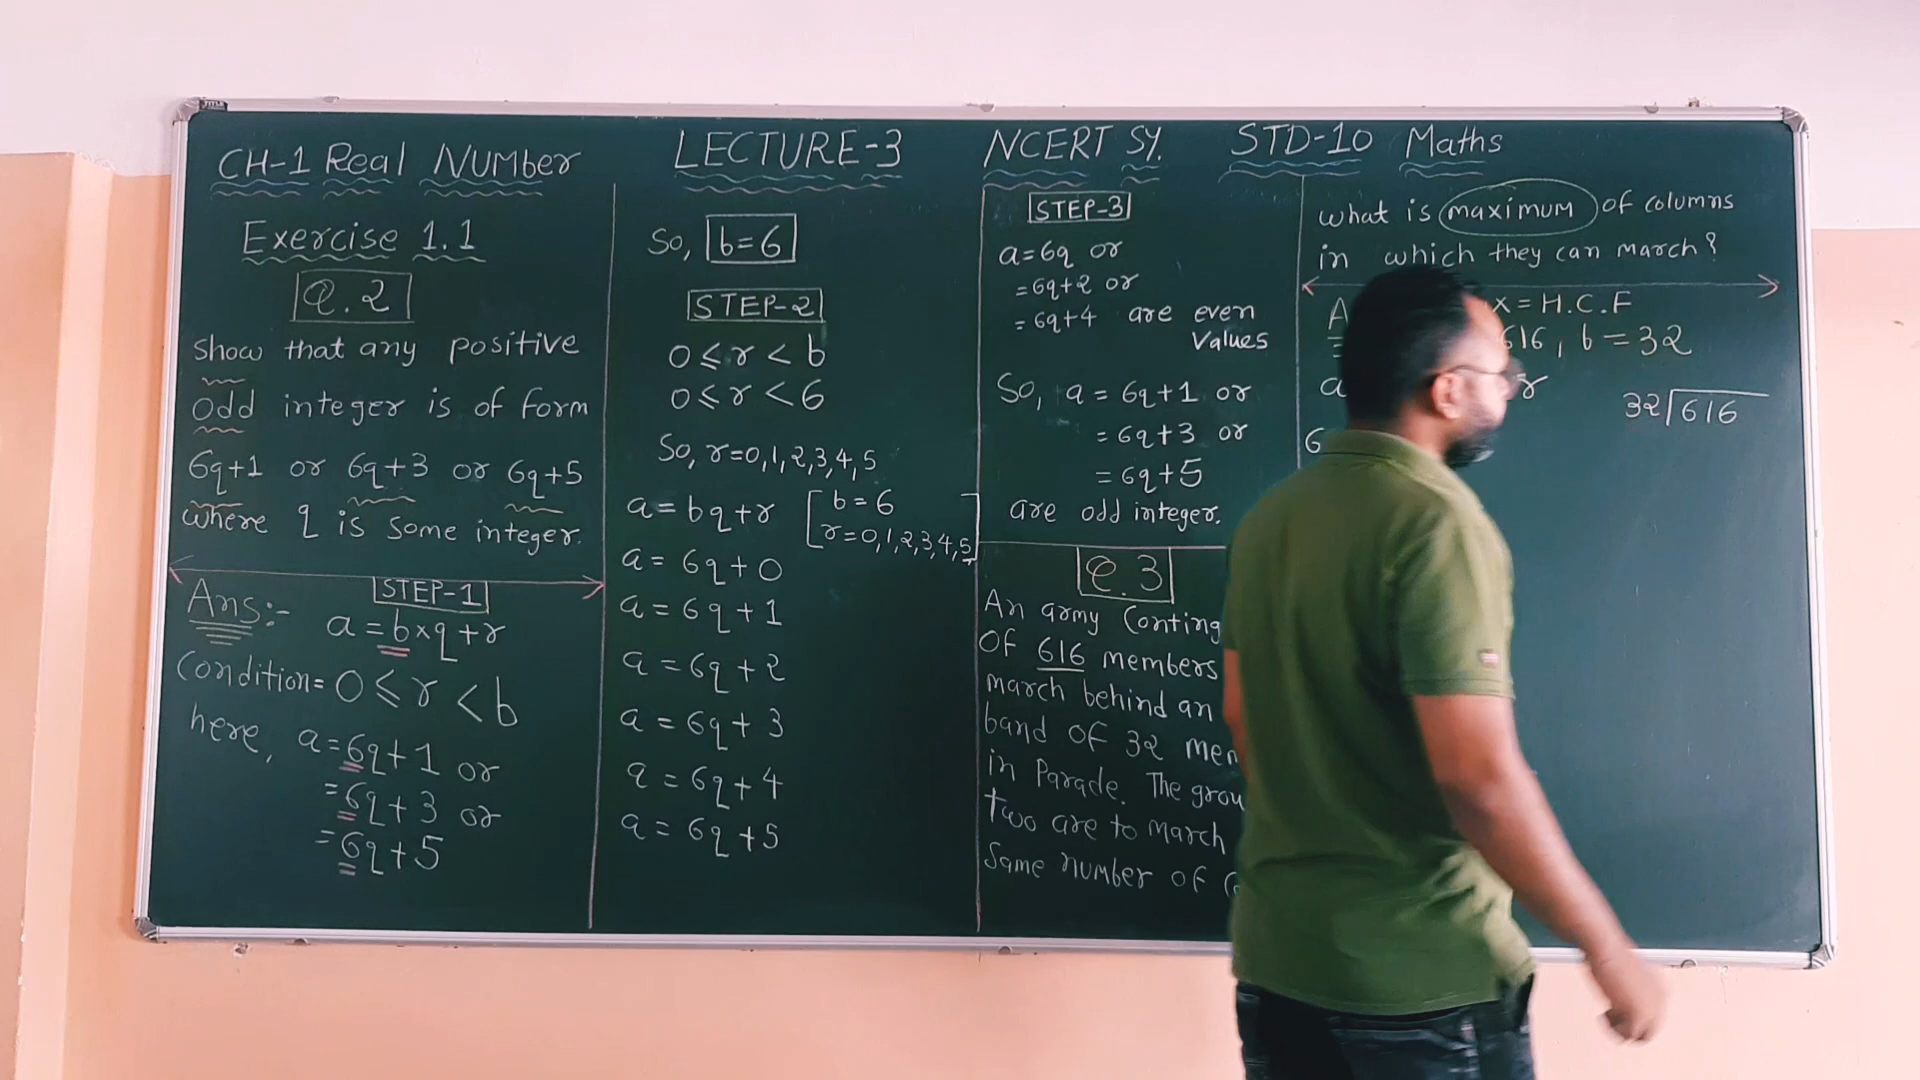 CH-1 Real NUMber LECTURE-3 NCERT SY. STD-10 Maths
Exercise 1.1
Q.2
Show that any positive
odd integer is of form
6q+1 or 6q+3 or 6q+5
where q is some integer.
Ans:- STEP-1
a = b×q+r
Condition= 0 ≤ r < b
here, a=6q+1 or
=6q+3 or
=6q+5
So, b=6
STEP-2
0 ≤ r < b
0 ≤ r < 6
So, r=0,1,2,3,4,5
a = bq+r [ b = 6
r=0,1,2,3,4,5 ]
a = 6q+0
a = 6q+1
a = 6q+2
a = 6q+3
a = 6q+4
a = 6q+5
STEP-3
a=6q or
=6q+2 or
=6q+4 are even
Values
So, a = 6q+1 or
= 6q+3 or
= 6q+5
are odd integer.
Q.3
An army
Of 616 members
march behind an
band of 32
in Parade. The
two are to march
Same number of
what is maximum of columns
in which they can march?
= H.C.F
616, b = 32
32⟌616